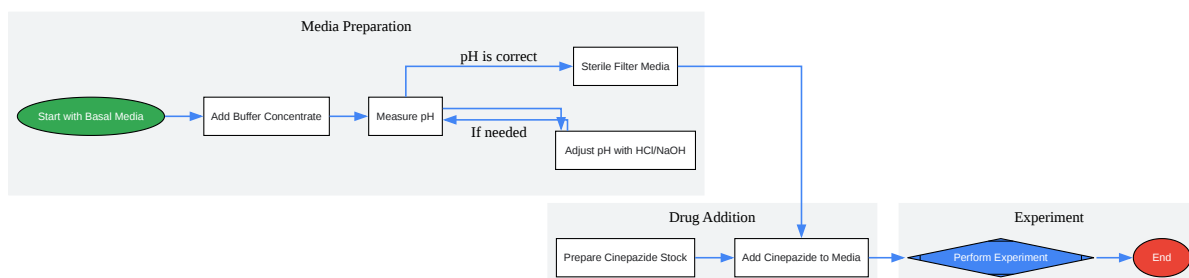 Media Preparation
pH is correct
Sterile Filter Media
Start with Basal Media
Add Buffer Concentrate
Measure pH
If needed
Adjust pH with HCl/NaOH
Drug Addition
Prepare Cinepazide Stock
Add Cinepazide to Media
Experiment
Perform Experiment
End